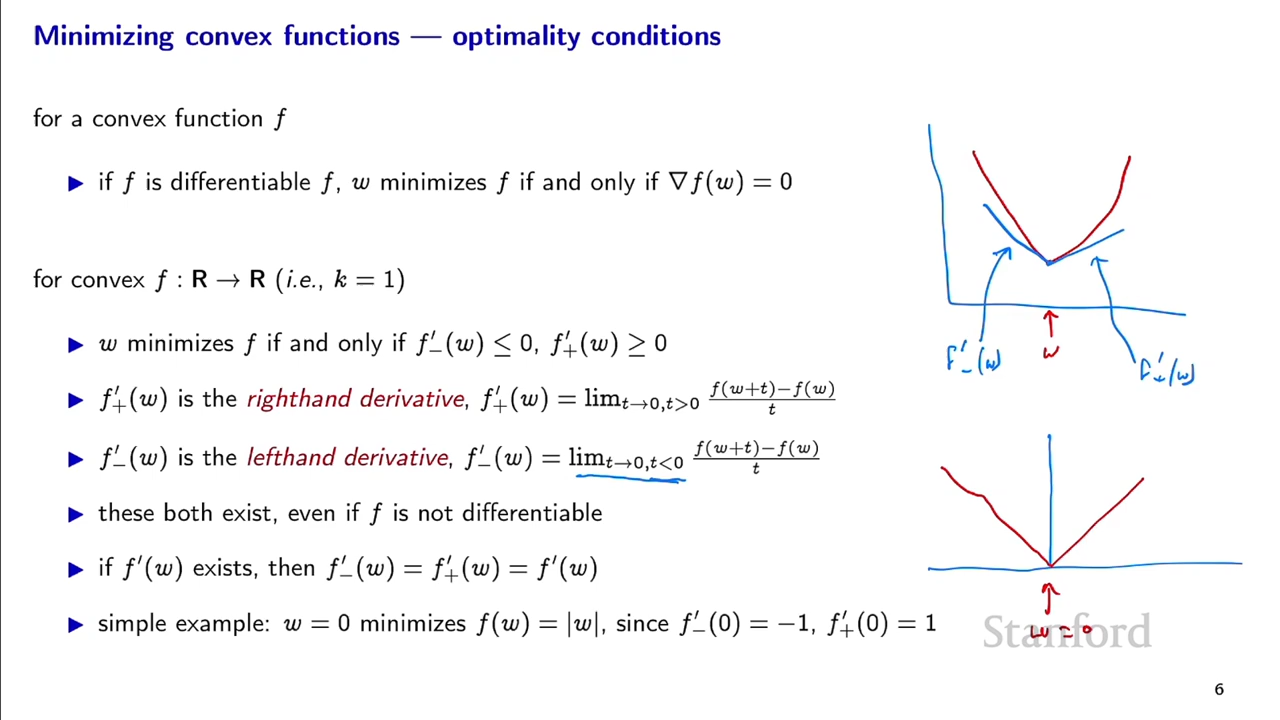 Minimizing convex functions — optimality conditions
for a convex function f
▶ if f is differentiable f, w minimizes f if and only if ∇f(w) = 0
for convex f : R → R (i.e., k = 1)
▶ w minimizes f if and only if f′₋(w) ≤ 0, f′₊(w) ≥ 0
▶ f′₊(w) is the righthand derivative, f′₊(w) = lim_{t→0,t>0} (f(w+t)−f(w))/t
▶ f′₋(w) is the lefthand derivative, f′₋(w) = lim_{t→0,t<0} (f(w+t)−f(w))/t
▶ these both exist, even if f is not differentiable
▶ if f′(w) exists, then f′₋(w) = f′₊(w) = f′(w)
▶ simple example: w = 0 minimizes f(w) = |w|, since f′₋(0) = −1, f′₊(0) = 1
f′₋(w)
w
f′₊(w)
w = 0
Stanford
6